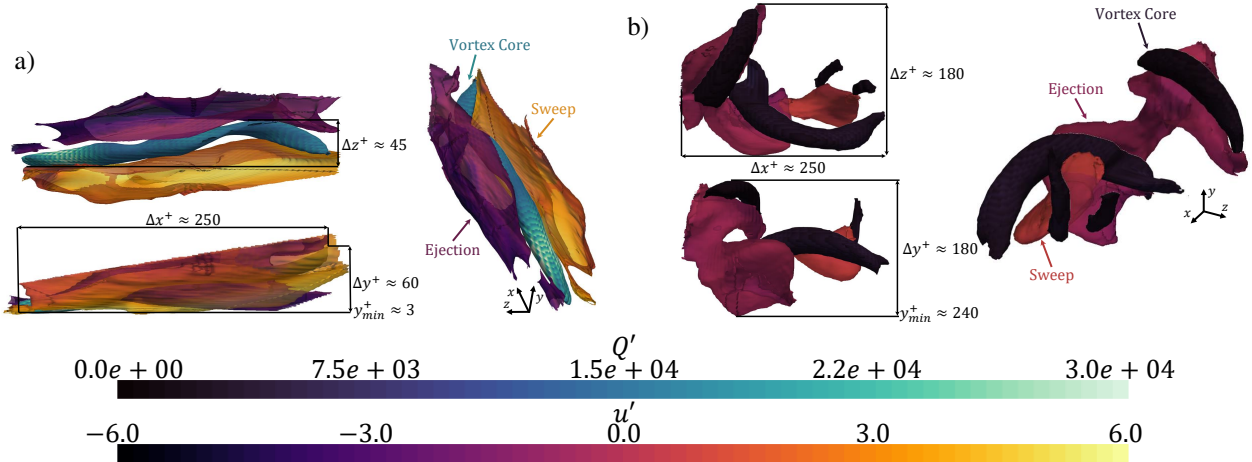 a)
Vortex Core
Sweep
Ejection
Δz⁺ ≈ 45
Δx⁺ ≈ 250
Δy⁺ ≈ 60
y⁺min ≈ 3
x
y
z
b)
Vortex Core
Ejection
Sweep
Δz⁺ ≈ 180
Δx⁺ ≈ 250
Δy⁺ ≈ 180
y⁺min ≈ 240
y
x
z
Q′
0.0e + 00 7.5e + 03 1.5e + 04 2.2e + 04 3.0e + 04
u′
−6.0 −3.0 0.0 3.0 6.0